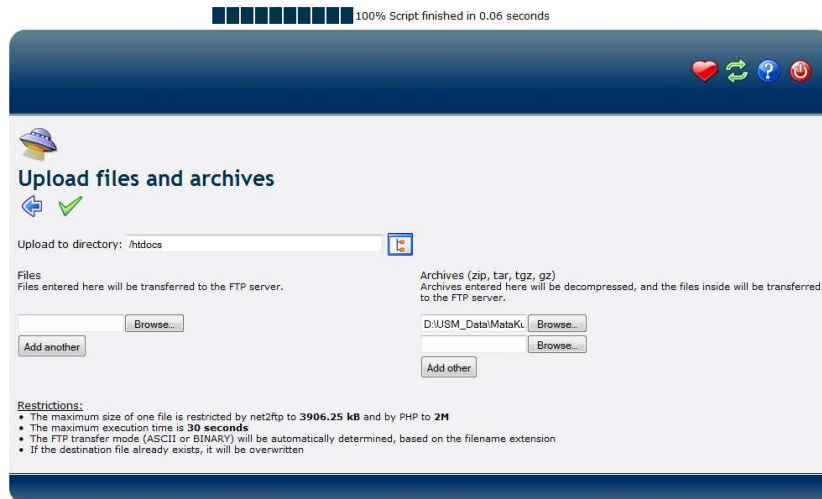 100% Script finished in 0.06 seconds
Upload files and archives
Upload to directory: /htdocs
Files
Files entered here will be transferred to the FTP server.
Browse...
Add another
Archives (zip, tar, tgz, gz)
Archives entered here will be decompressed, and the files inside will be transferred
to the FTP server.
D:\USM_Data\MataKu Browse...
Browse...
Add other
Restrictions:
• The maximum size of one file is restricted by net2ftp to 3906.25 kB and by PHP to 2M
• The maximum execution time is 30 seconds
• The FTP transfer mode (ASCII or BINARY) will be automatically determined, based on the filename extension
• If the destination file already exists, it will be overwritten